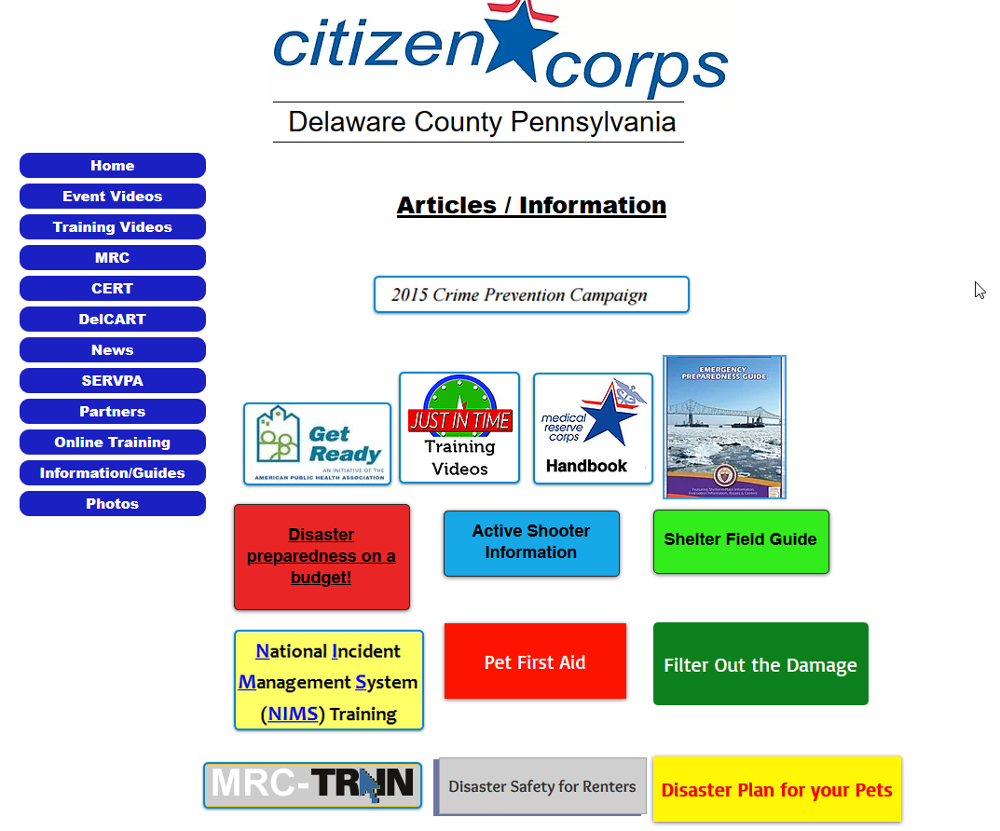 citizen corps
Delaware County Pennsylvania
Home
Event Videos
Training Videos
MRC
CERT
DelCART
News
SERVPA
Partners
Online Training
Information/Guides
Photos
Articles / Information
2015 Crime Prevention Campaign
Get
Ready
AN INITIATIVE OF THE
AMERICAN PUBLIC HEALTH ASSOCIATION
JUST IN TIME
Training
Videos
medical
reserve
corps
Handbook
EMERGENCY
PREPAREDNESS GUIDE
Disaster
preparedness on a
budget!
Active Shooter
Information
Shelter Field Guide
National Incident
Management System
(NIMS) Training
Pet First Aid
Filter Out the Damage
MRC-TRAIN
Disaster Safety for Renters
Disaster Plan for your Pets